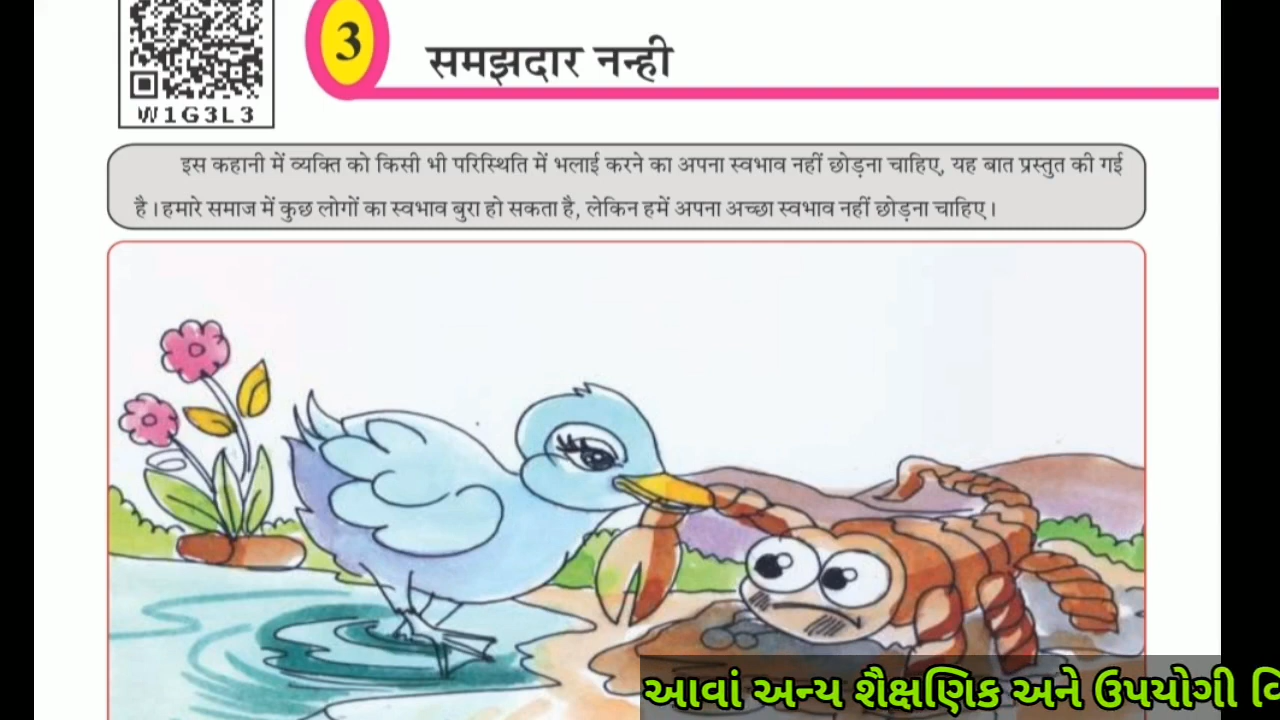 3
समझदार नन्ही
W1G3L3
इस कहानी में व्यक्ति को किसी भी परिस्थिति में भलाई करने का अपना स्वभाव नहीं छोड़ना चाहिए, यह बात प्रस्तुत की गई
है। हमारे समाज में कुछ लोगों का स्वभाव बुरा हो सकता है, लेकिन हमें अपना अच्छा स्वभाव नहीं छोड़ना चाहिए।
આવાં અન્ય શૈક્ષણિક અને ઉપયોગી